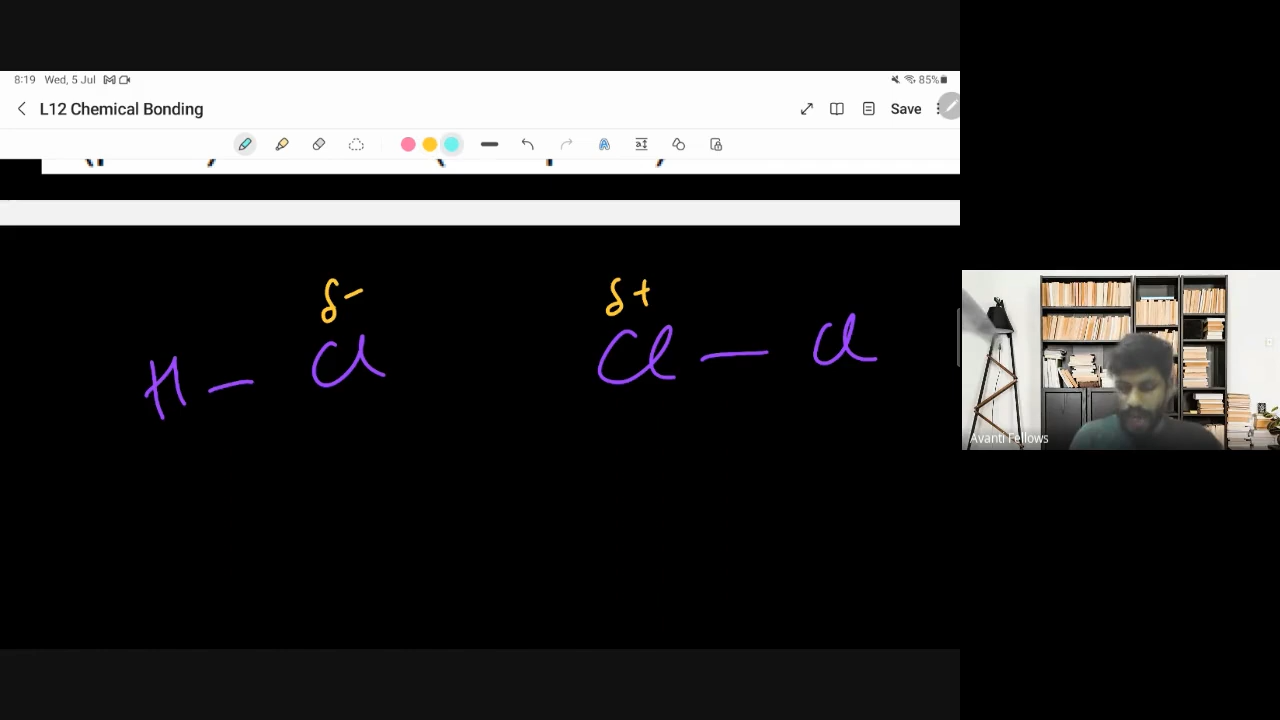 8:19 Wed, 5 Jul 85%
L12 Chemical Bonding Save
δ- δ+
H - Cl Cl - Cl
Avanti Fellows